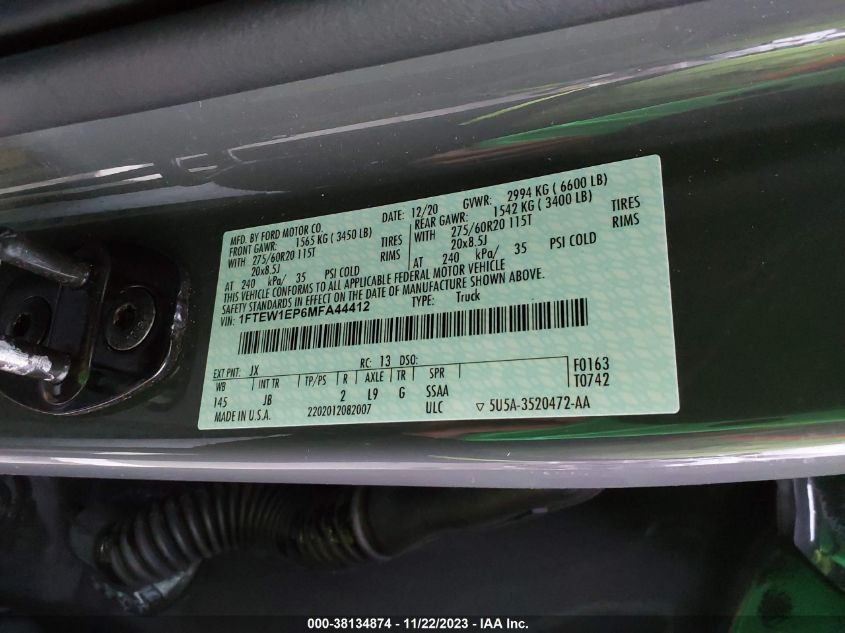 MFD. BY FORD MOTOR CO.
DATE: 12/20 GVWR: 2994 KG ( 6600 LB)
FRONT GAWR: 1565 KG ( 3450 LB) REAR GAWR: 1542 KG ( 3400 LB)
WITH 275/60R20 115T TIRES WITH 275/60R20 115T TIRES
20x8.5J RIMS 20x8.5J RIMS
AT 240 kPa/ 35 PSI COLD AT 240 kPa/ 35 PSI COLD
THIS VEHICLE CONFORMS TO ALL APPLICABLE FEDERAL MOTOR VEHICLE
SAFETY STANDARDS IN EFFECT ON THE DATE OF MANUFACTURE SHOWN ABOVE.
VIN: 1FTEW1EP6MFA44412 TYPE: Truck
EXT PNT: JX RC: 13 DSO: F0163
WB INT TR TP/PS R AXLE TR SPR T0742
145 JB 2 L9 G SSAA
MADE IN U.S.A. 2202012082007 ULC ▽ 5U5A-3520472-AA
000-38134874 - 11/22/2023 - © IAA Inc.